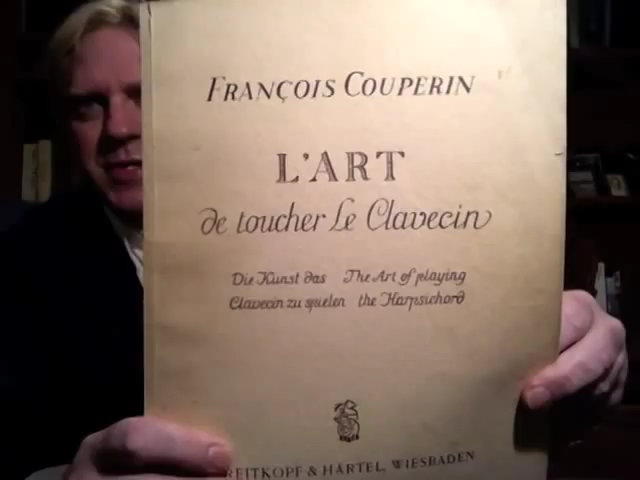 FRANÇOIS COUPERIN
L'ART
de toucher Le Clavecin
Die Kunst das The Art of playing
Clavecin zu spielen the Harpsichord
REITKOPF & HÄRTEL, WIESBADEN